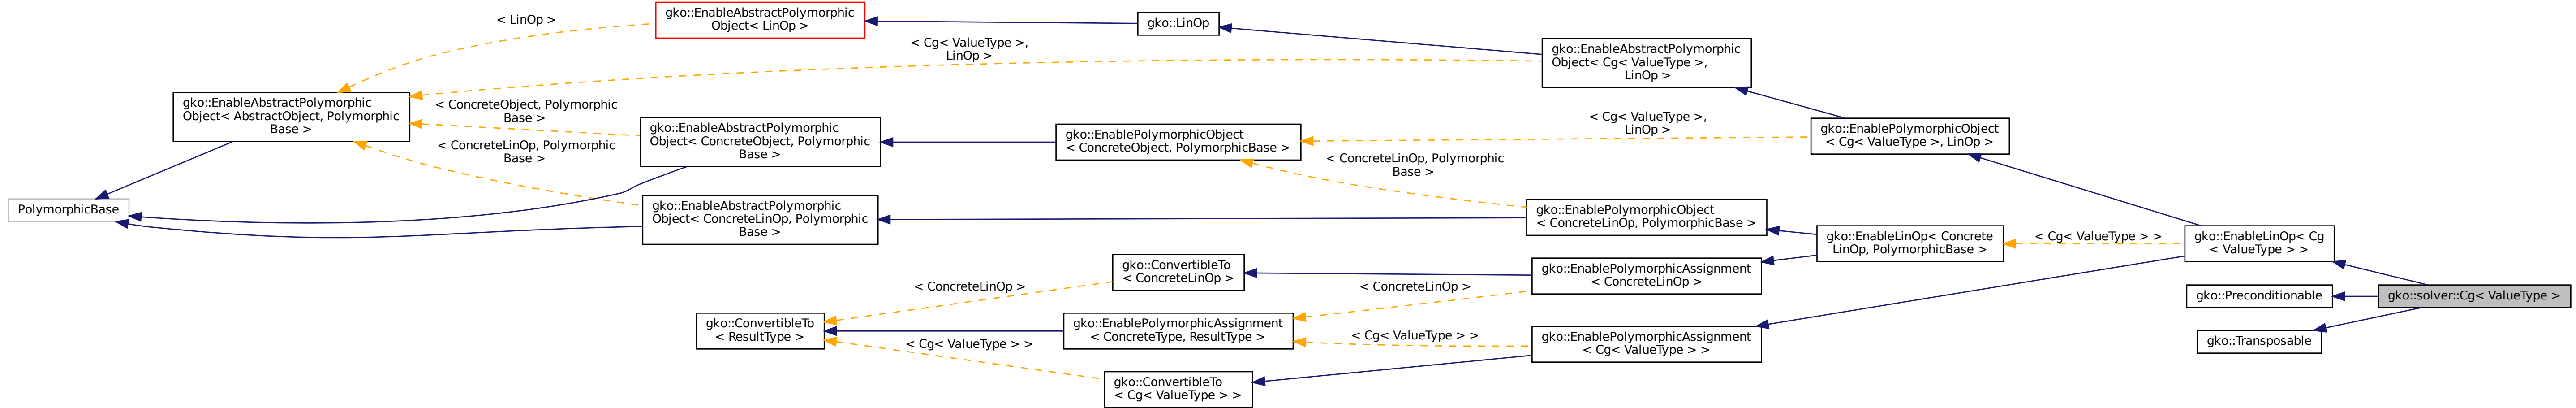 gko::EnableAbstractPolymorphic
Object< LinOp >
< LinOp >
gko::LinOp
< Cg< ValueType >,
LinOp >
gko::EnableAbstractPolymorphic
Object< Cg< ValueType >,
LinOp >
gko::EnableAbstractPolymorphic
Object< AbstractObject, Polymorphic
Base >
< ConcreteObject, Polymorphic
Base >
gko::EnableAbstractPolymorphic
Object< ConcreteObject, Polymorphic
Base >
gko::EnablePolymorphicObject
< ConcreteObject, PolymorphicBase >
< Cg< ValueType >,
LinOp >
gko::EnablePolymorphicObject
< Cg< ValueType >, LinOp >
< ConcreteLinOp, Polymorphic
Base >
< ConcreteLinOp, Polymorphic
Base >
PolymorphicBase
gko::EnableAbstractPolymorphic
Object< ConcreteLinOp, Polymorphic
Base >
gko::EnablePolymorphicObject
< ConcreteLinOp, PolymorphicBase >
gko::EnableLinOp< Concrete
LinOp, PolymorphicBase >
< Cg< ValueType > >
gko::EnableLinOp< Cg
< ValueType > >
gko::ConvertibleTo
< ConcreteLinOp >
gko::EnablePolymorphicAssignment
< ConcreteLinOp >
< ConcreteLinOp >
< ConcreteLinOp >
gko::Preconditionable
gko::solver::Cg< ValueType >
gko::ConvertibleTo
< ResultType >
gko::EnablePolymorphicAssignment
< ConcreteType, ResultType >
< Cg< ValueType > >
gko::EnablePolymorphicAssignment
< Cg< ValueType > >
gko::Transposable
< Cg< ValueType > >
gko::ConvertibleTo
< Cg< ValueType > >